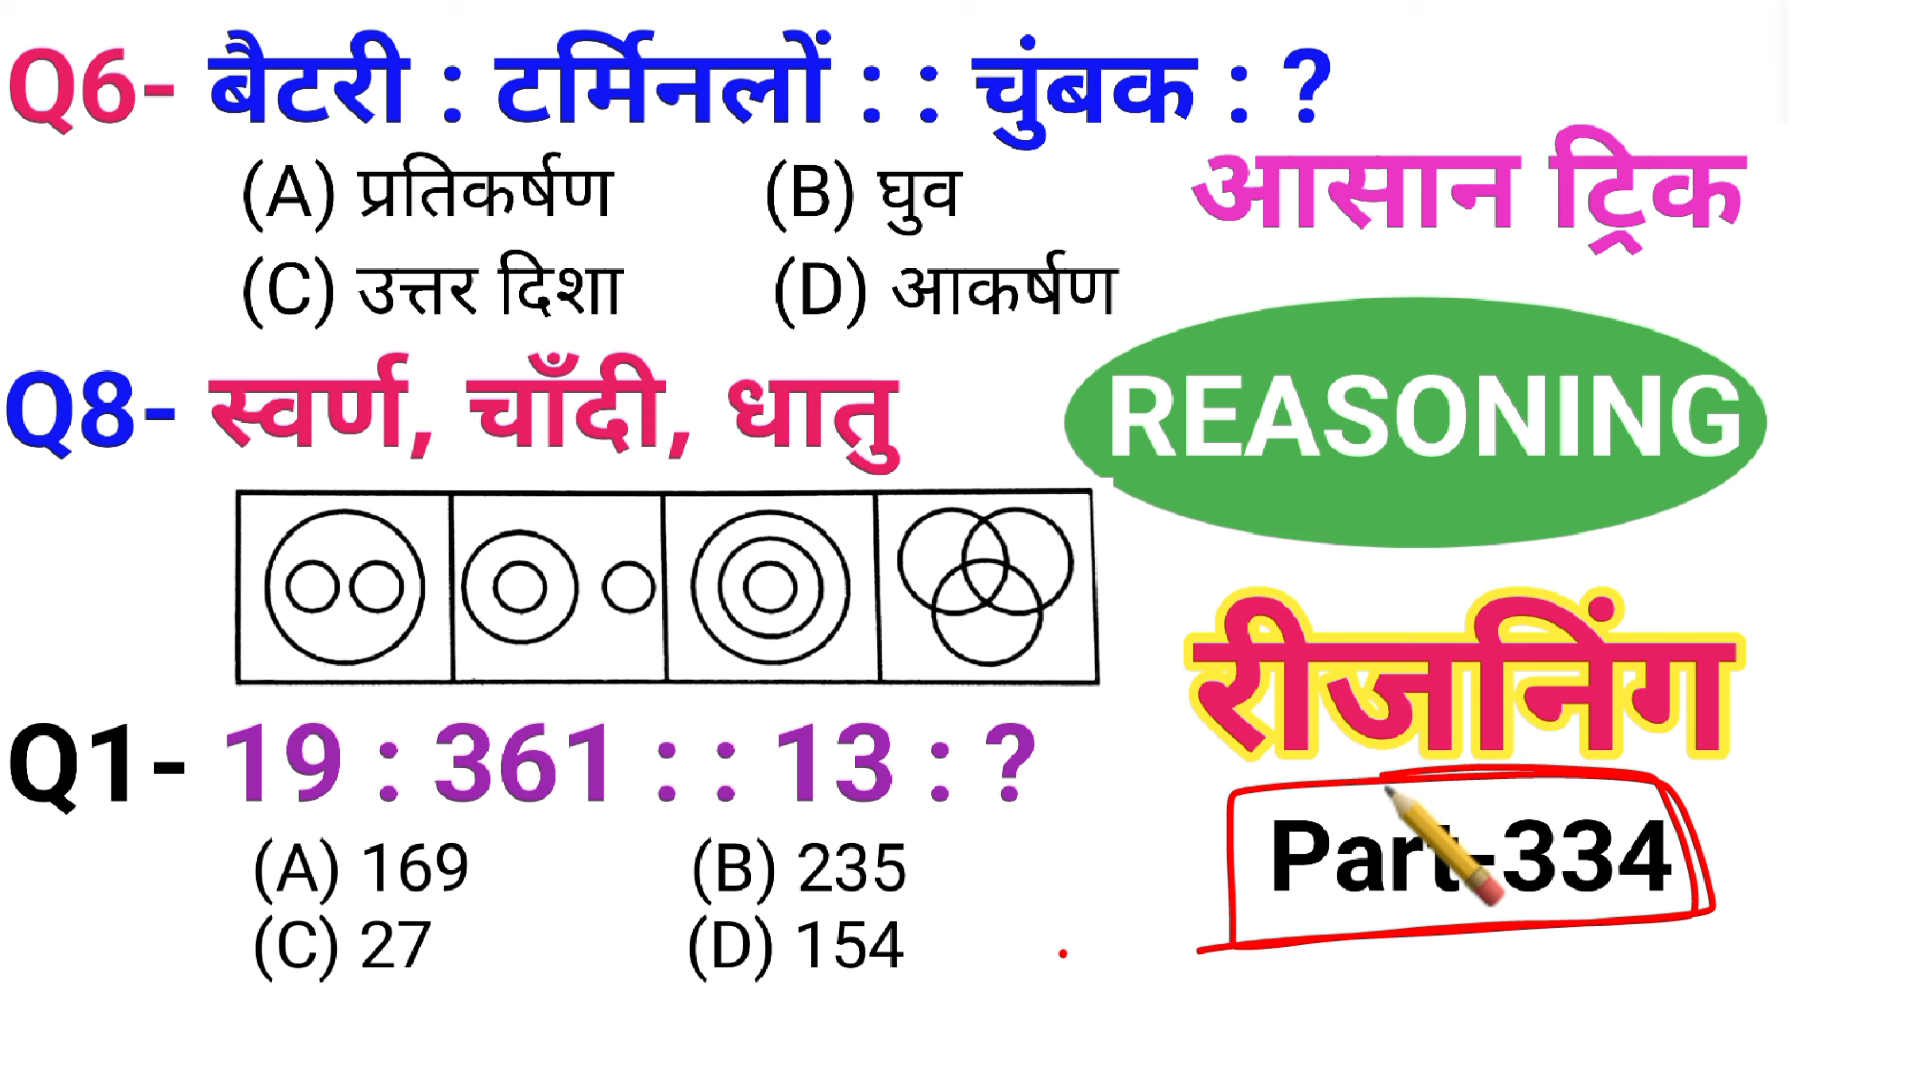 Q6- बैटरी : टर्मिनलों : : चुंबक : ?
(A) प्रतिकर्षण (B) घुव
(C) उत्तर दिशा (D) आकर्षण
आसान ट्रिक
Q8- स्वर्ण, चाँदी, धातु
REASONING
रीजनिंग
Q1- 19 : 361 : : 13 : ?
(A) 169 (B) 235
(C) 27 (D) 154
Part-334